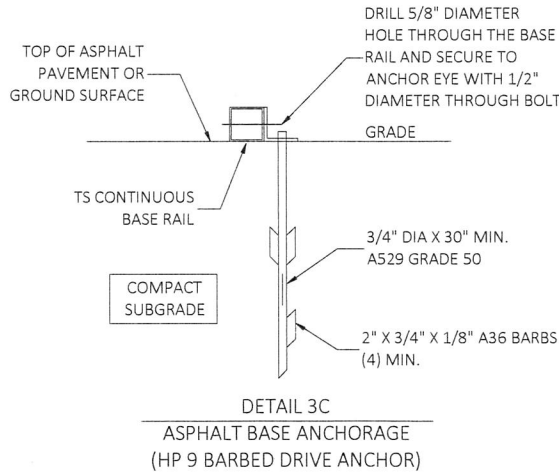 DRILL 5/8" DIAMETER
HOLE THROUGH THE BASE
RAIL AND SECURE TO
ANCHOR EYE WITH 1/2"
DIAMETER THROUGH BOLT
TOP OF ASPHALT
PAVEMENT OR
GROUND SURFACE
GRADE
TS CONTINUOUS
BASE RAIL
3/4" DIA X 30" MIN.
A529 GRADE 50
COMPACT
SUBGRADE
2" X 3/4" X 1/8" A36 BARBS
(4) MIN.
DETAIL 3C
ASPHALT BASE ANCHORAGE
(HP 9 BARBED DRIVE ANCHOR)